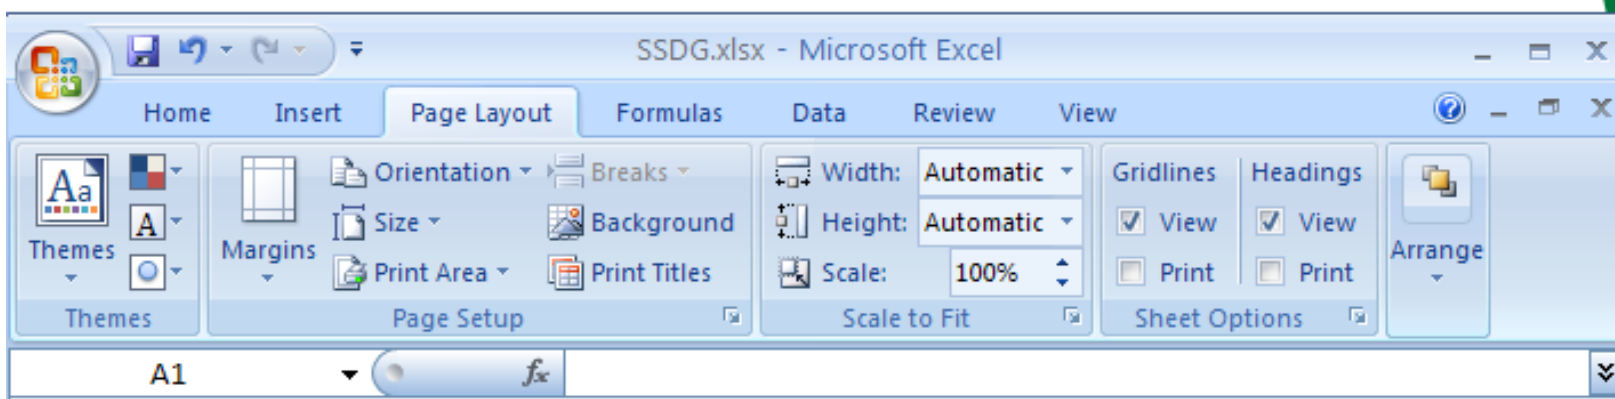 SSDG.xlsx - Microsoft Excel
Home Insert Page Layout Formulas Data Review View
Aa Orientation Breaks Width: Automatic Gridlines Headings
A Size Background Height: Automatic View View
Themes Margins Print Area Print Titles Scale: 100% Print Print Arrange
Themes Page Setup Scale to Fit Sheet Options
A1 fx